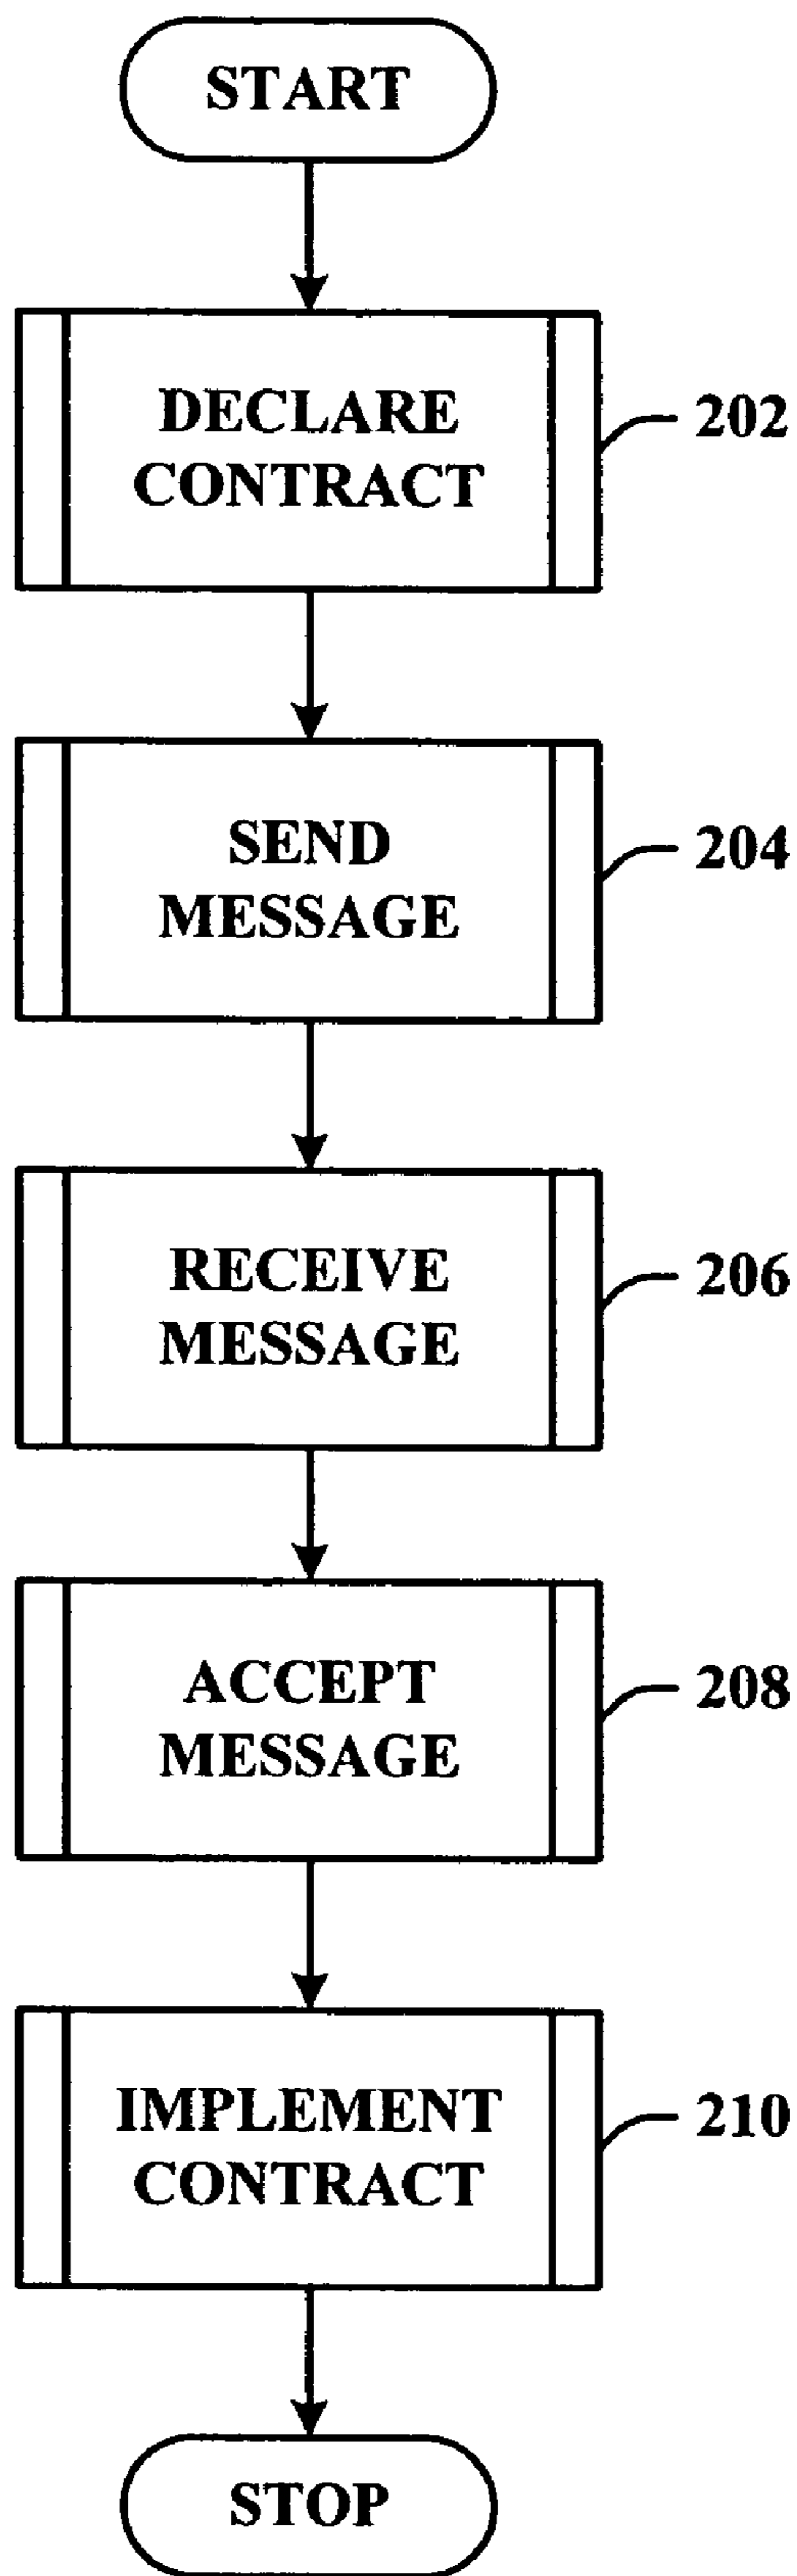 START
DECLARE
CONTRACT
202
SEND
MESSAGE
204
RECEIVE
MESSAGE
206
ACCEPT
MESSAGE
208
IMPLEMENT
CONTRACT
210
STOP